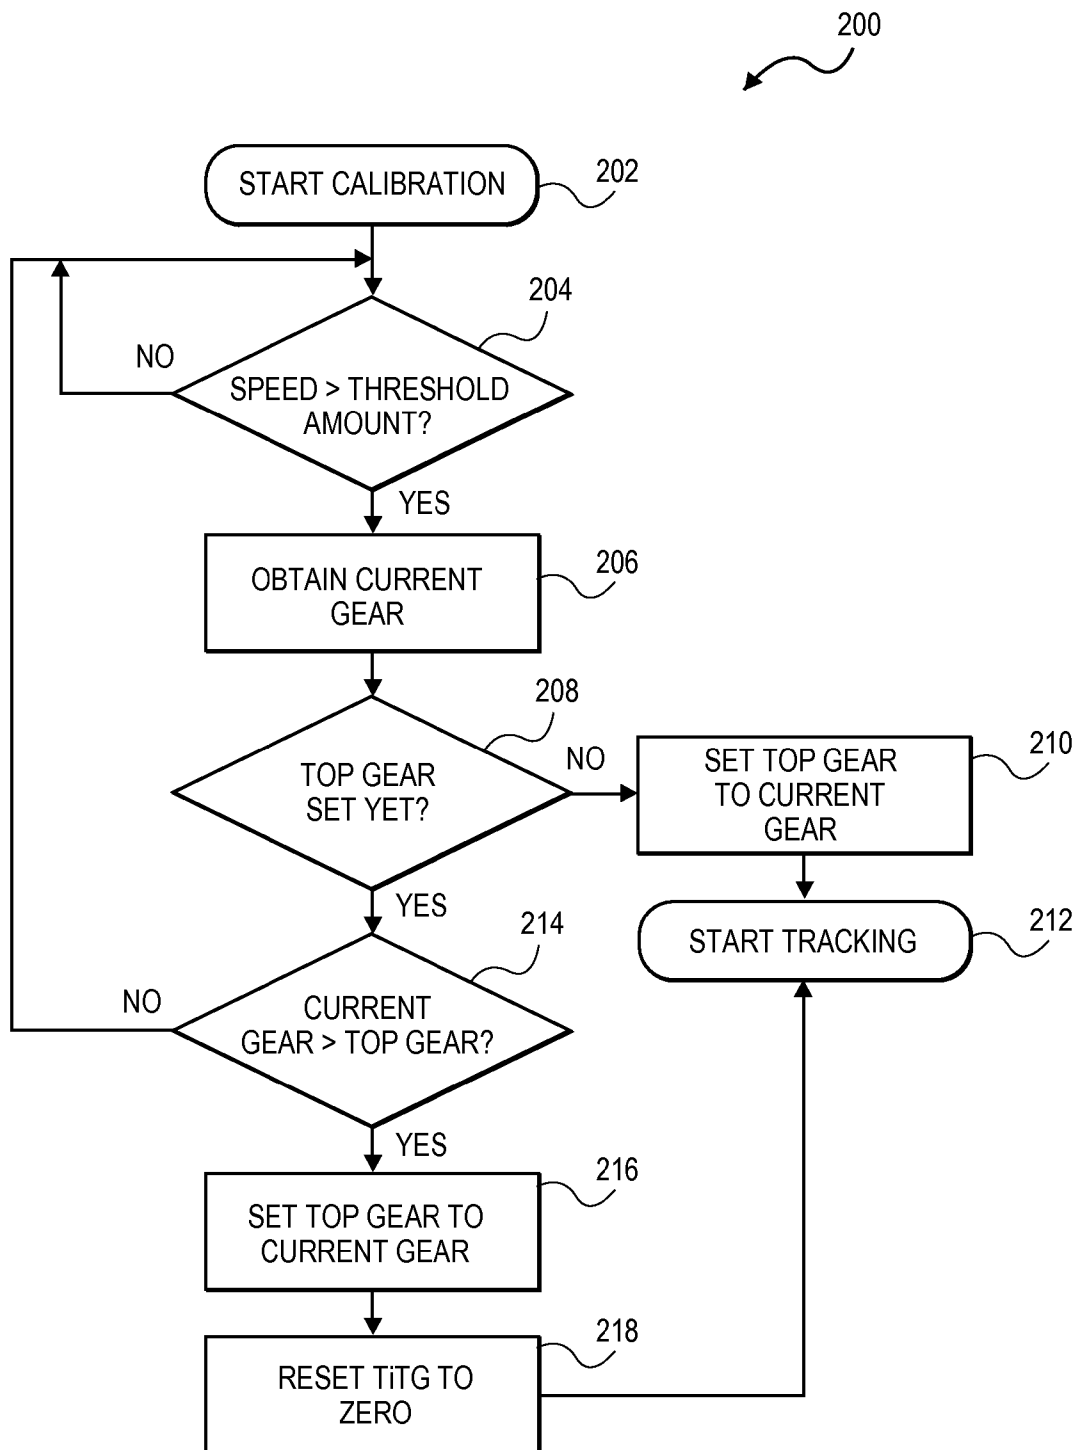 200
START CALIBRATION
202
204
NO
SPEED > THRESHOLD
AMOUNT?
YES
OBTAIN CURRENT
GEAR
206
208
TOP GEAR
SET YET?
NO
SET TOP GEAR
TO CURRENT
GEAR
210
YES
START TRACKING
212
214
NO
CURRENT
GEAR > TOP GEAR?
YES
SET TOP GEAR TO
CURRENT GEAR
216
RESET TiTG TO
ZERO
218